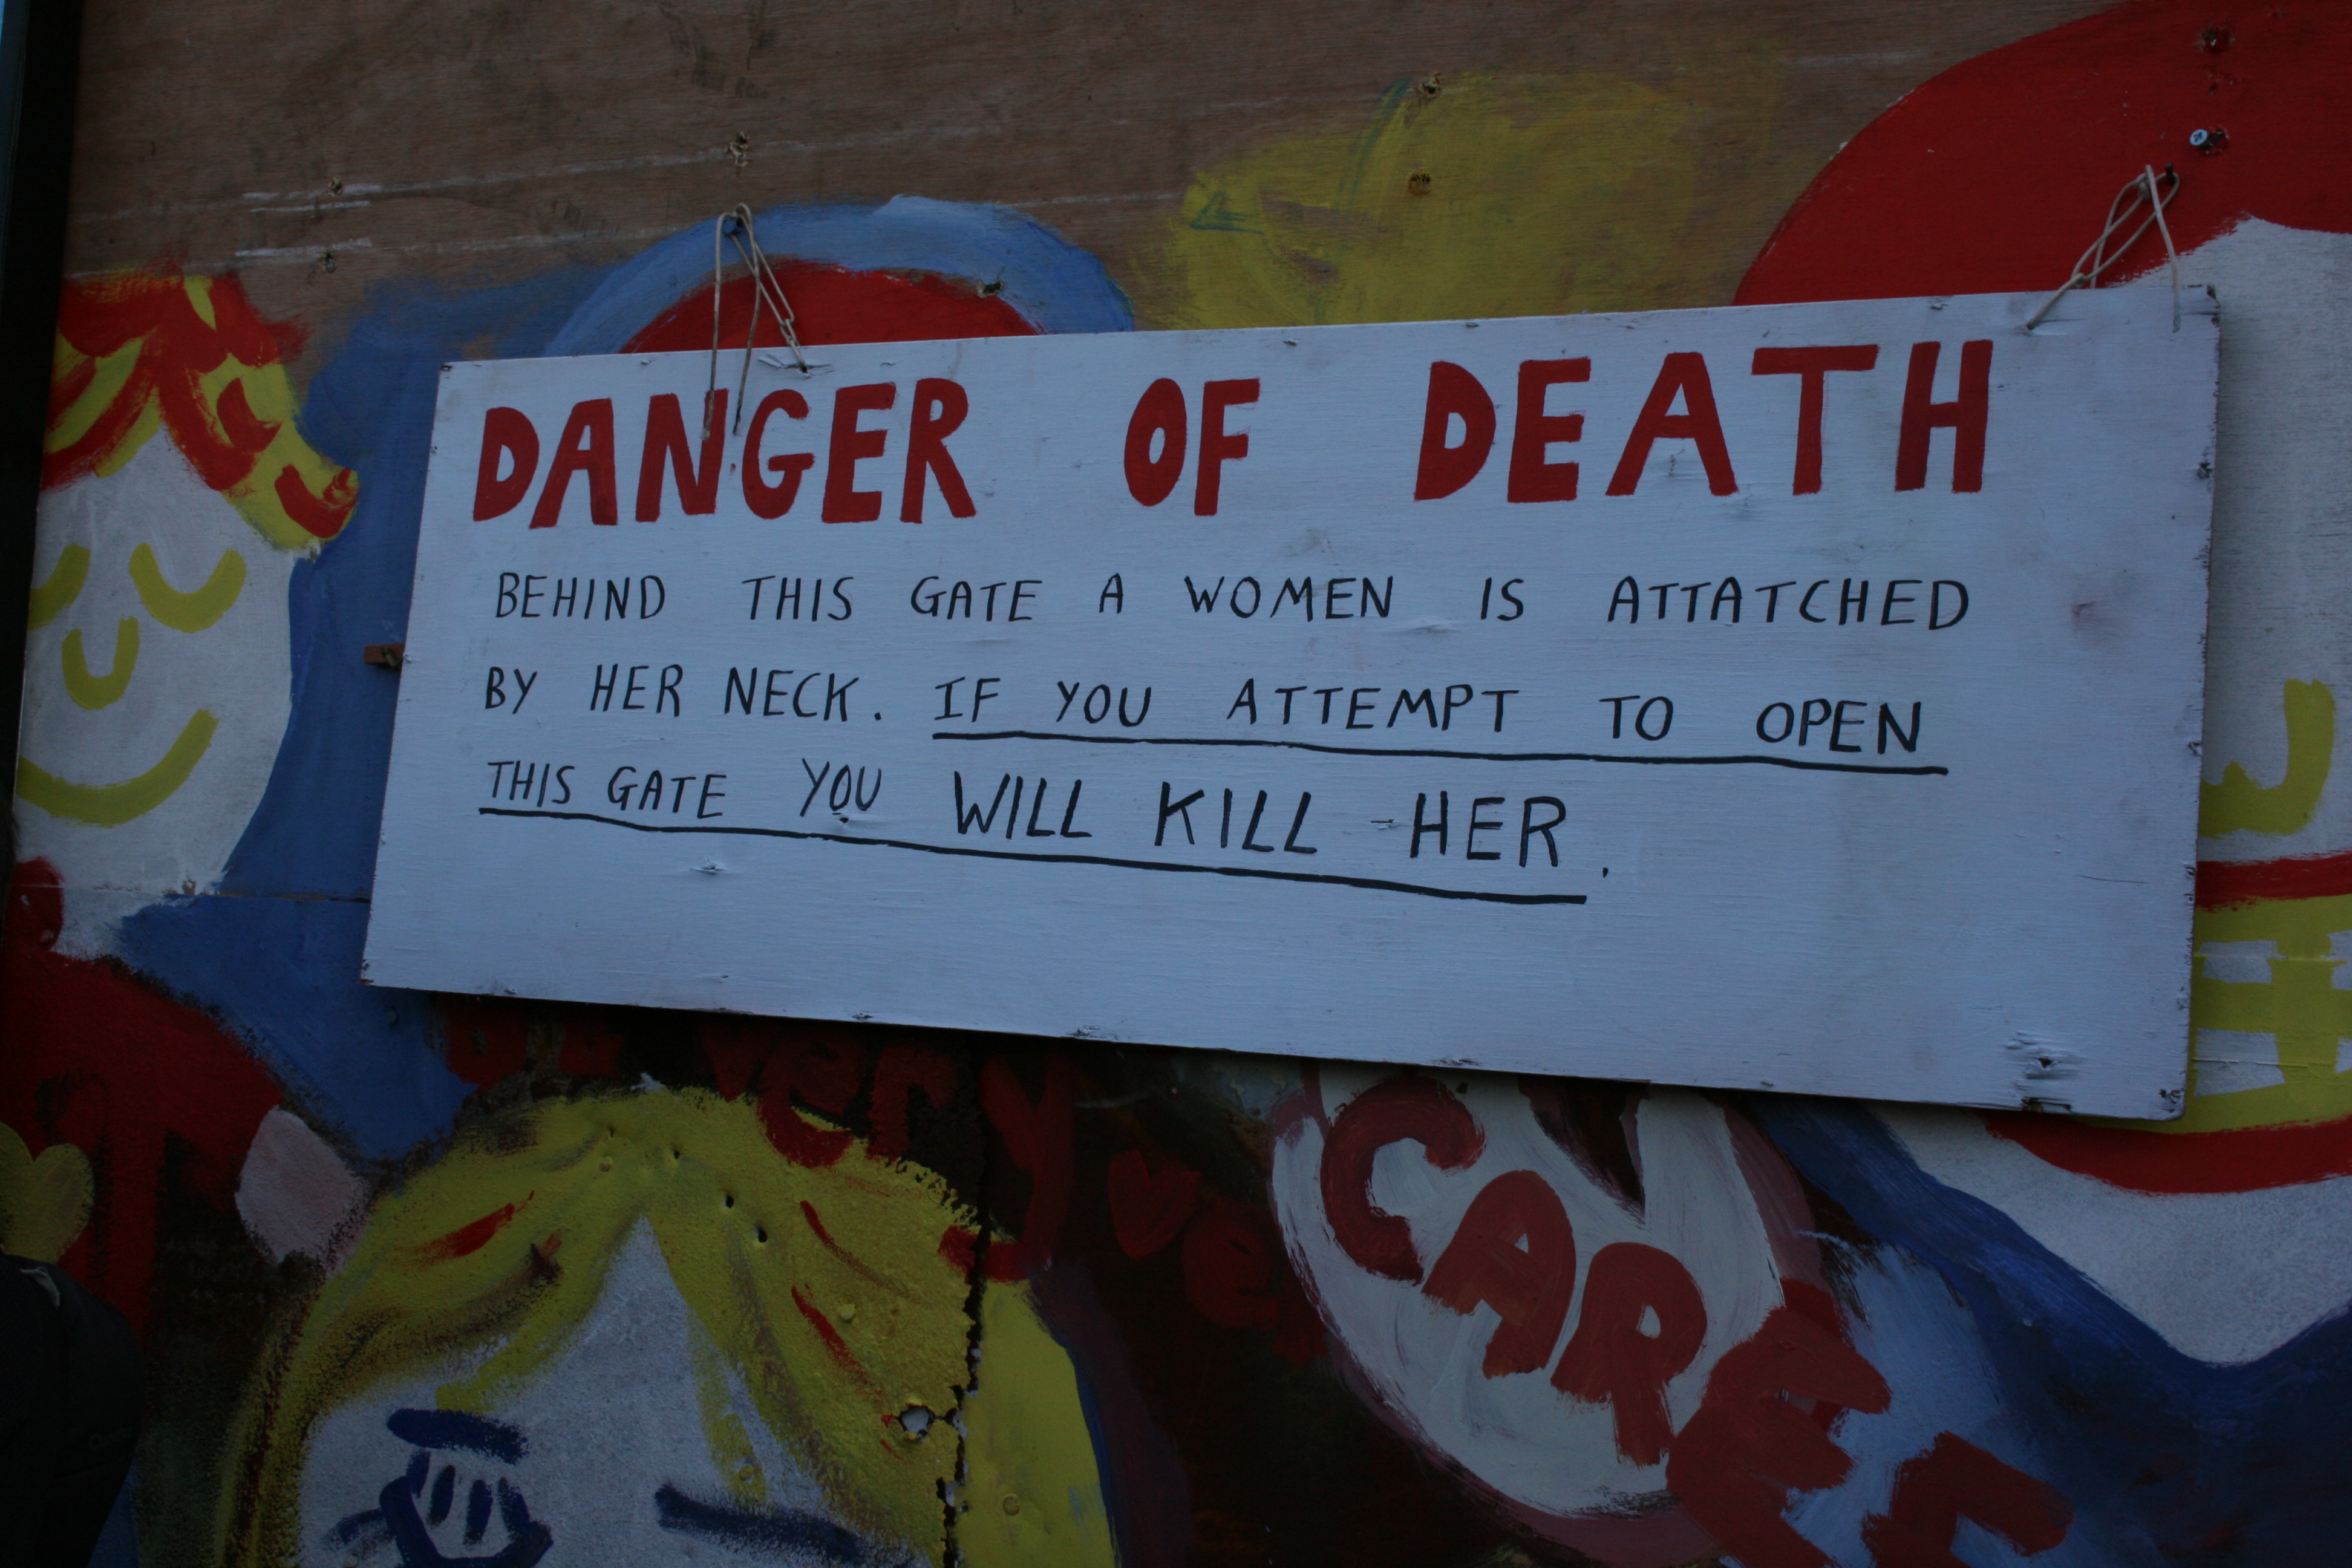 DANGER OF DEATH
BEHIND THIS GATE A WOMEN IS ATTATCHED
BY HER NECK. IF YOU ATTEMPT TO OPEN
THIS GATE YOU WILL KILL HER.
very
CARE